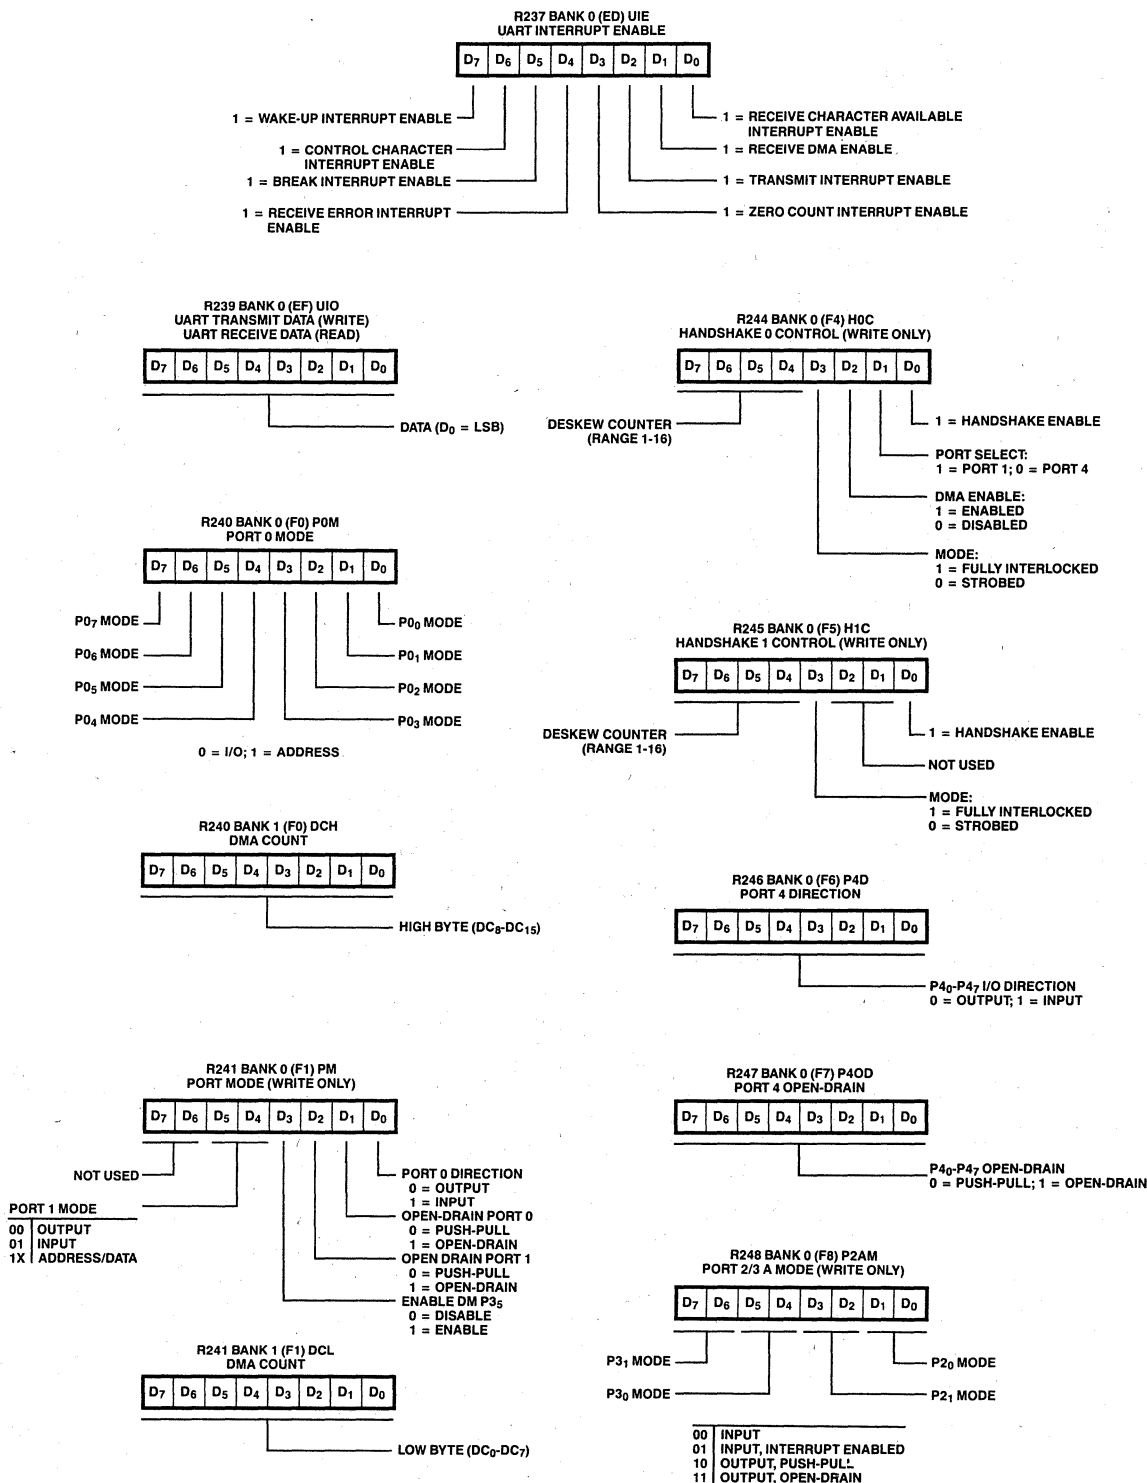 R237 BANK 0 (ED) UIE
UART INTERRUPT ENABLE
D7 D6 D5 D4 D3 D2 D1 D0
1 = WAKE-UP INTERRUPT ENABLE
1 = CONTROL CHARACTER
INTERRUPT ENABLE
1 = BREAK INTERRUPT ENABLE
1 = RECEIVE ERROR INTERRUPT
ENABLE
1 = RECEIVE CHARACTER AVAILABLE
INTERRUPT ENABLE
1 = RECEIVE DMA ENABLE
1 = TRANSMIT INTERRUPT ENABLE
1 = ZERO COUNT INTERRUPT ENABLE
R239 BANK 0 (EF) UIO
UART TRANSMIT DATA (WRITE)
UART RECEIVE DATA (READ)
D7 D6 D5 D4 D3 D2 D1 D0
DATA (D0 = LSB)
R240 BANK 0 (F0) P0M
PORT 0 MODE
D7 D6 D5 D4 D3 D2 D1 D0
P07 MODE
P06 MODE
P05 MODE
P04 MODE
P00 MODE
P01 MODE
P02 MODE
P03 MODE
0 = I/O; 1 = ADDRESS
R240 BANK 1 (F0) DCH
DMA COUNT
D7 D6 D5 D4 D3 D2 D1 D0
HIGH BYTE (DC8-DC15)
R241 BANK 0 (F1) PM
PORT MODE (WRITE ONLY)
D7 D6 D5 D4 D3 D2 D1 D0
NOT USED
PORT 1 MODE
00 OUTPUT
01 INPUT
1X ADDRESS/DATA
PORT 0 DIRECTION
0 = OUTPUT
1 = INPUT
OPEN-DRAIN PORT 0
0 = PUSH-PULL
1 = OPEN-DRAIN
OPEN DRAIN PORT 1
0 = PUSH-PULL
1 = OPEN-DRAIN
ENABLE DM P35
0 = DISABLE
1 = ENABLE
R241 BANK 1 (F1) DCL
DMA COUNT
D7 D6 D5 D4 D3 D2 D1 D0
LOW BYTE (DC0-DC7)
R244 BANK 0 (F4) H0C
HANDSHAKE 0 CONTROL (WRITE ONLY)
D7 D6 D5 D4 D3 D2 D1 D0
DESKEW COUNTER
(RANGE 1-16)
1 = HANDSHAKE ENABLE
PORT SELECT:
1 = PORT 1; 0 = PORT 4
DMA ENABLE:
1 = ENABLED
0 = DISABLED
MODE:
1 = FULLY INTERLOCKED
0 = STROBED
R245 BANK 0 (F5) H1C
HANDSHAKE 1 CONTROL (WRITE ONLY)
D7 D6 D5 D4 D3 D2 D1 D0
DESKEW COUNTER
(RANGE 1-16)
1 = HANDSHAKE ENABLE
NOT USED
MODE:
1 = FULLY INTERLOCKED
0 = STROBED
R246 BANK 0 (F6) P4D
PORT 4 DIRECTION
D7 D6 D5 D4 D3 D2 D1 D0
P40-P47 I/O DIRECTION
0 = OUTPUT; 1 = INPUT
R247 BANK 0 (F7) P4OD
PORT 4 OPEN-DRAIN
D7 D6 D5 D4 D3 D2 D1 D0
P40-P47 OPEN-DRAIN
0 = PUSH-PULL; 1 = OPEN-DRAIN
R248 BANK 0 (F8) P2AM
PORT 2/3 A MODE (WRITE ONLY)
D7 D6 D5 D4 D3 D2 D1 D0
P31 MODE
P30 MODE
P20 MODE
P21 MODE
00 INPUT
01 INPUT, INTERRUPT ENABLED
10 OUTPUT, PUSH-PULL
11 OUTPUT, OPEN-DRAIN